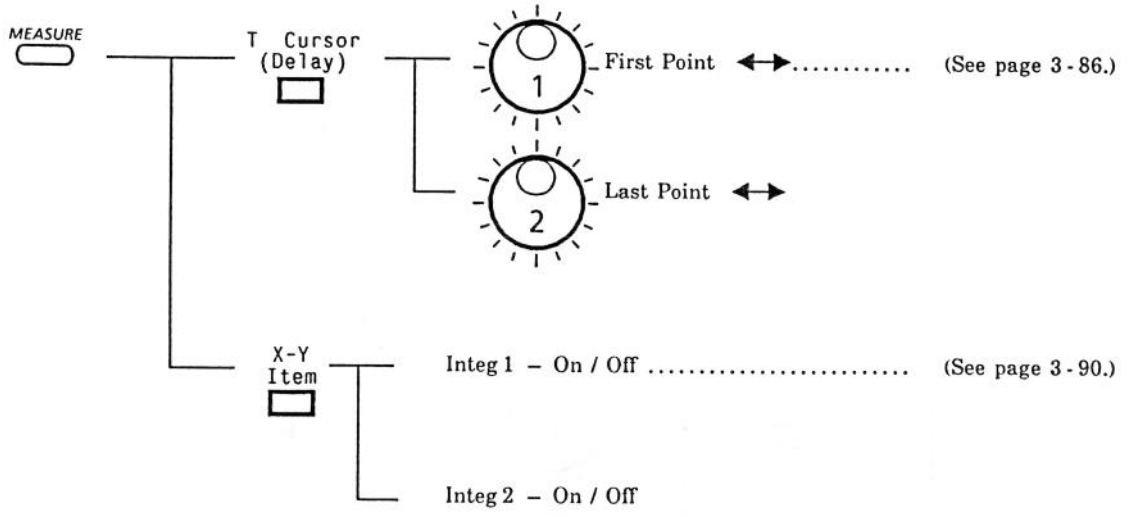 MEASURE
T Cursor
(Delay)
1
First Point ............ (See page 3-86.)
2
Last Point
X-Y
Item
Integ 1 – On / Off .......................... (See page 3-90.)
Integ 2 – On / Off